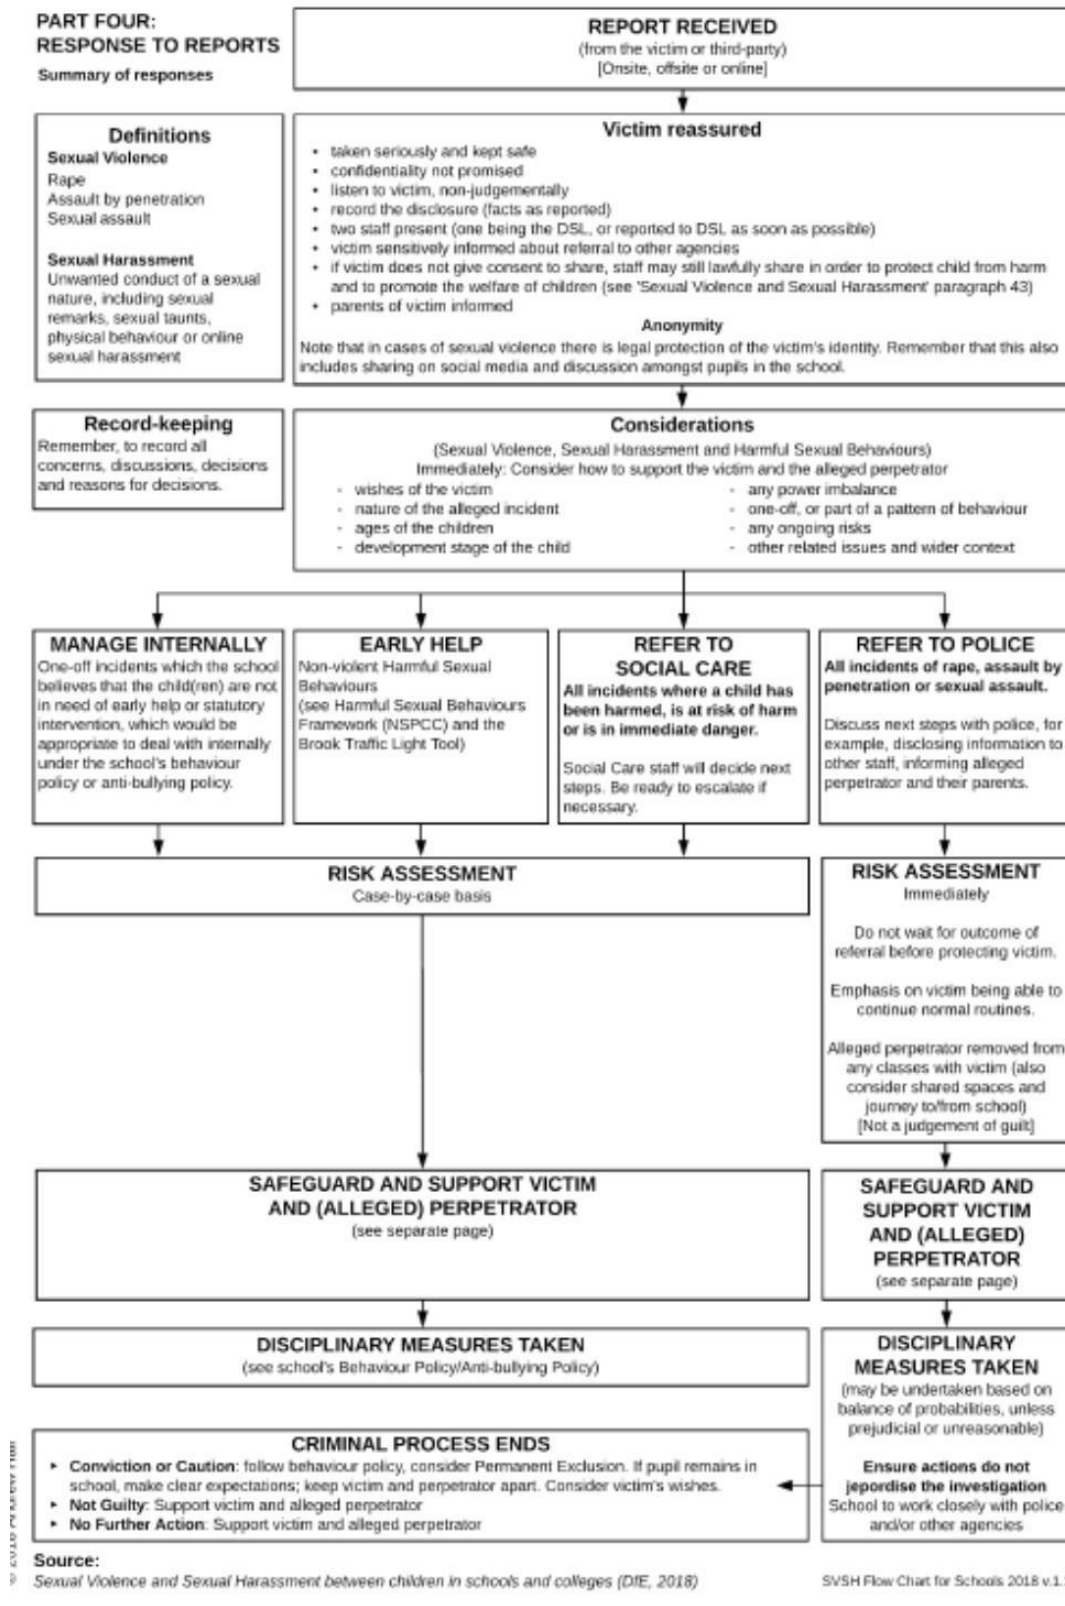 PART FOUR:
RESPONSE TO REPORTS
Summary of responses
REPORT RECEIVED
(from the victim or third-party)
[Onsite, offsite or online]
Definitions
Sexual Violence
Rape
Assault by penetration
Sexual assault
Sexual Harassment
Unwanted conduct of a sexual
nature, including sexual
remarks, sexual taunts,
physical behaviour or online
sexual harassment
Victim reassured
• taken seriously and kept safe
• confidentiality not promised
• listen to victim, non-judgementally
• record the disclosure (facts as reported)
• two staff present (one being the DSL, or reported to DSL as soon as possible)
• victim sensitively informed about referral to other agencies
• if victim does not give consent to share, staff may still lawfully share in order to protect child from harm
and to promote the welfare of children (see 'Sexual Violence and Sexual Harassment' paragraph 43)
• parents of victim informed
Anonymity
Note that in cases of sexual violence there is legal protection of the victim's identity. Remember that this also
includes sharing on social media and discussion amongst pupils in the school.
Record-keeping
Remember, to record all
concerns, discussions, decisions
and reasons for decisions.
Considerations
(Sexual Violence, Sexual Harassment and Harmful Sexual Behaviours)
Immediately: Consider how to support the victim and the alleged perpetrator
- wishes of the victim
- nature of the alleged incident
- ages of the children
- development stage of the child
- any power imbalance
- one-off, or part of a pattern of behaviour
- any ongoing risks
- other related issues and wider context
MANAGE INTERNALLY
One-off incidents which the school
believes that the child(ren) are not
in need of early help or statutory
intervention, which would be
appropriate to deal with internally
under the school's behaviour
policy or anti-bullying policy.
EARLY HELP
Non-violent Harmful Sexual
Behaviours
(see Harmful Sexual Behaviours
Framework (NSPCC) and the
Brook Traffic Light Tool)
REFER TO
SOCIAL CARE
All incidents where a child has
been harmed, is at risk of harm
or is in immediate danger.
Social Care staff will decide next
steps. Be ready to escalate if
necessary.
REFER TO POLICE
All incidents of rape, assault by
penetration or sexual assault.
Discuss next steps with police, for
example, disclosing information to
other staff, informing alleged
perpetrator and their parents.
RISK ASSESSMENT
Case-by-case basis
RISK ASSESSMENT
Immediately
Do not wait for outcome of
referral before protecting victim.
Emphasis on victim being able to
continue normal routines.
Alleged perpetrator removed from
any classes with victim (also
consider shared spaces and
journey to/from school)
[Not a judgement of guilt]
SAFEGUARD AND SUPPORT VICTIM
AND (ALLEGED) PERPETRATOR
(see separate page)
SAFEGUARD AND
SUPPORT VICTIM
AND (ALLEGED)
PERPETRATOR
(see separate page)
DISCIPLINARY MEASURES TAKEN
(see school's Behaviour Policy/Anti-bullying Policy)
DISCIPLINARY
MEASURES TAKEN
(may be undertaken based on
balance of probabilities, unless
prejudicial or unreasonable)
Ensure actions do not
jepordise the investigation
School to work closely with police
and/or other agencies
CRIMINAL PROCESS ENDS
‣ Conviction or Caution: follow behaviour policy, consider Permanent Exclusion. If pupil remains in
school, make clear expectations; keep victim and perpetrator apart. Consider victim's wishes.
‣ Not Guilty: Support victim and alleged perpetrator
‣ No Further Action: Support victim and alleged perpetrator
Source:
Sexual Violence and Sexual Harassment between children in schools and colleges (DfE, 2018)
SVSH Flow Chart for Schools 2018 v.1.